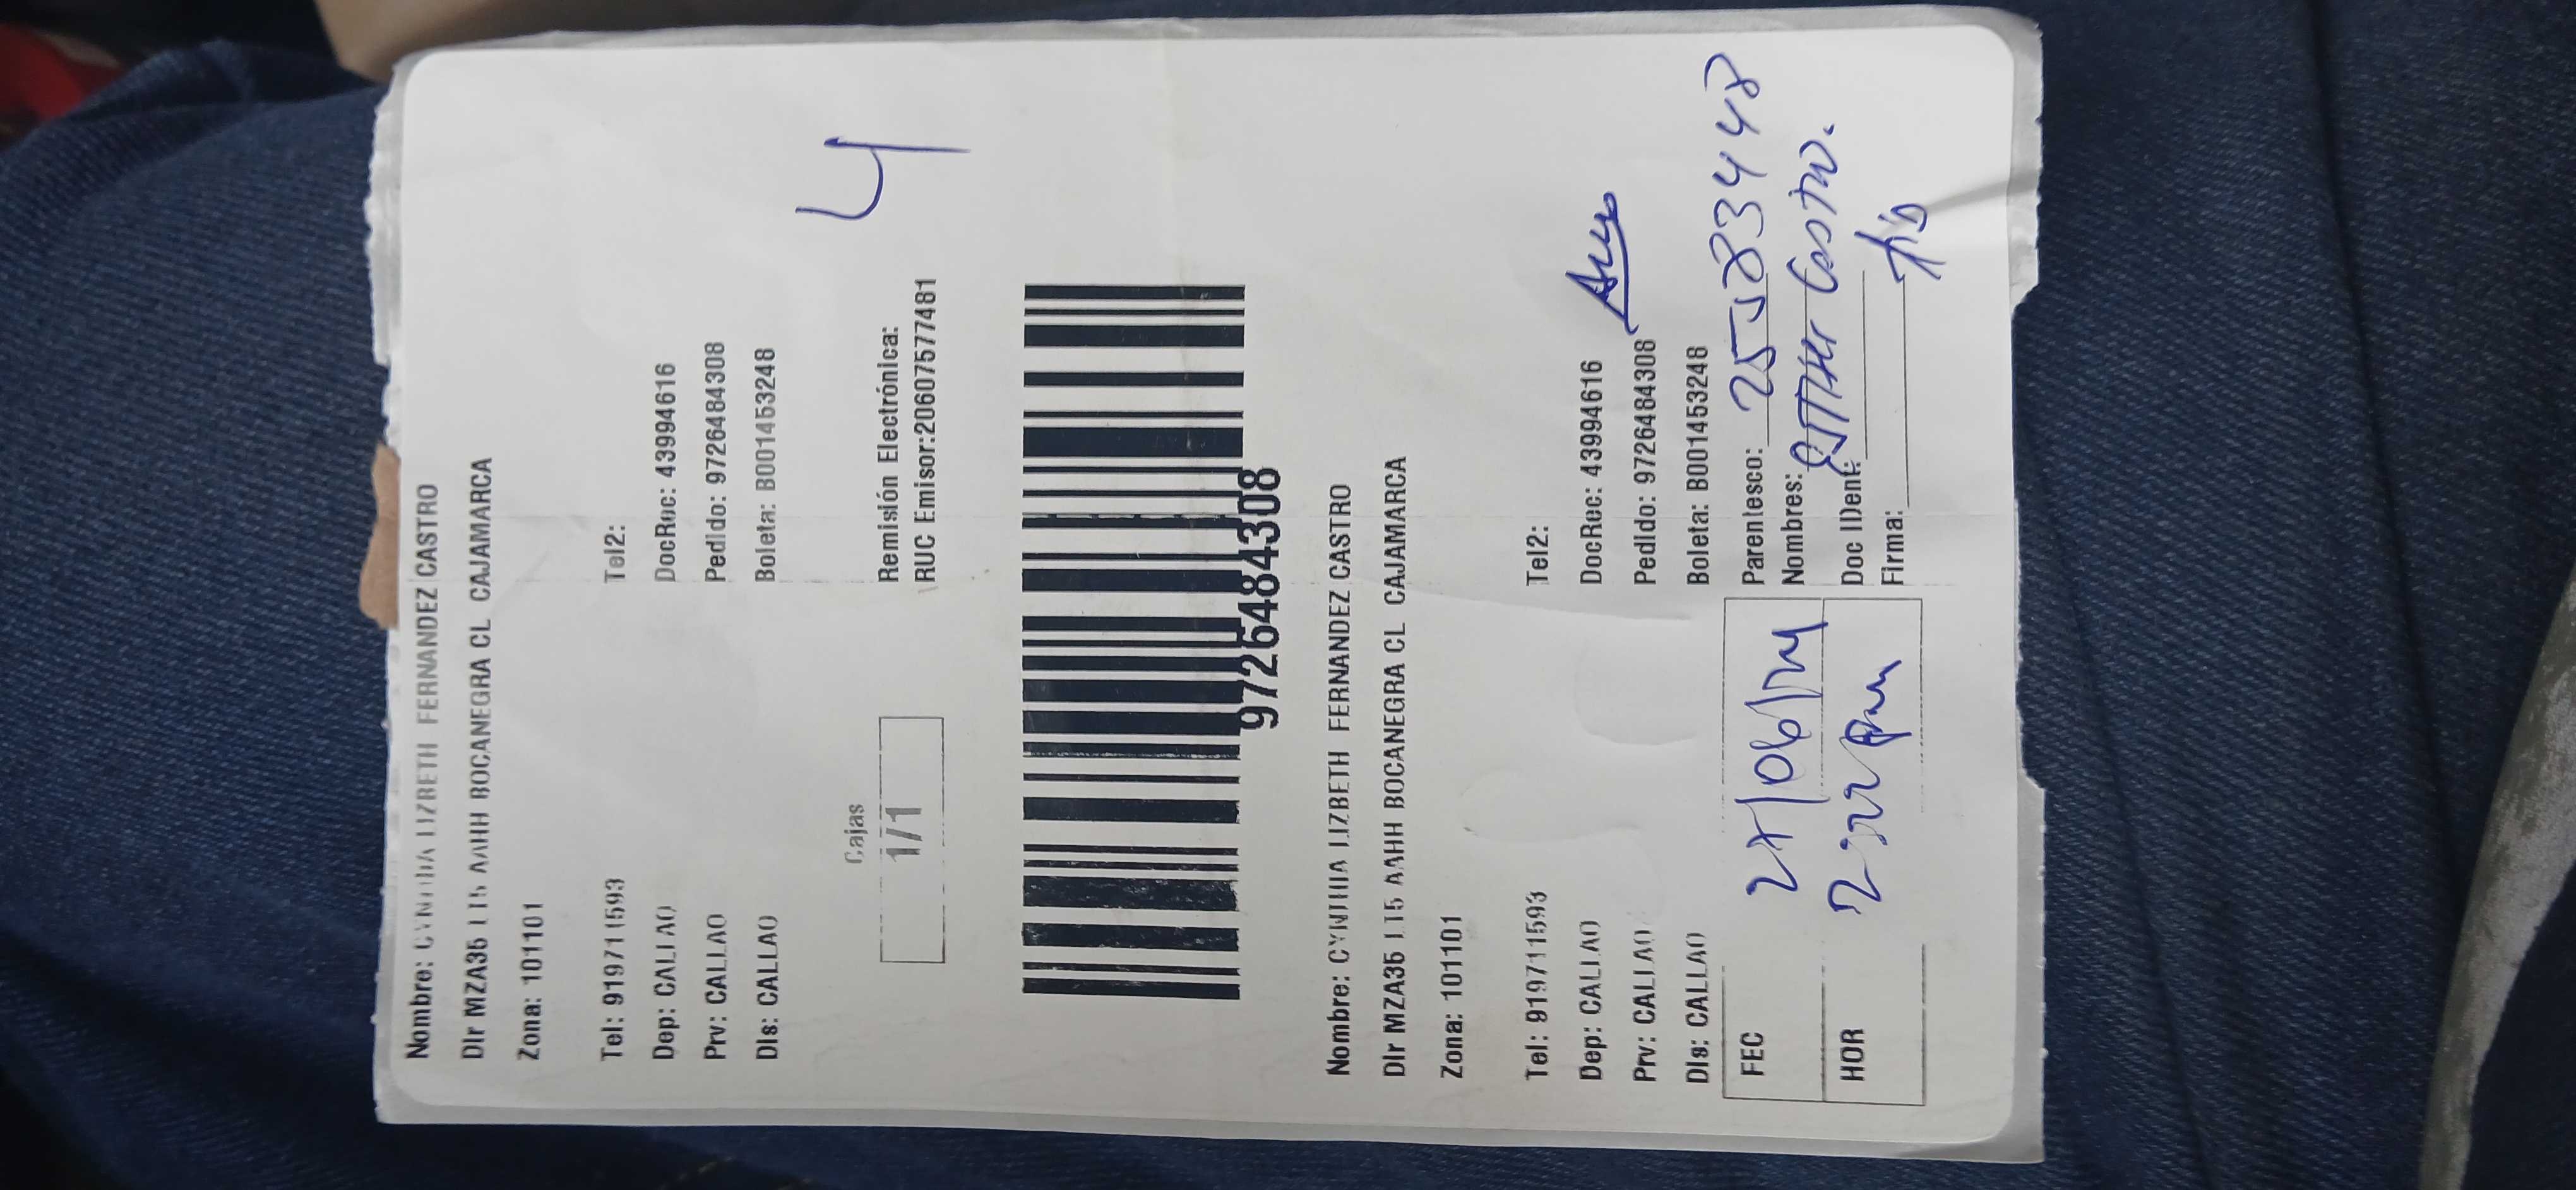 Nombre: CYNTHIA LIZBETH FERNANDEZ CASTRO
DIr MZA35 LT5 AAHH BOCANEGRA CL CAJAMARCA
Zona: 101101
Tel: 919711593 Tel2:
Dep: CALLAO DocRec: 43994616
Prv: CALLAO Pedido: 9726484308
DIs: CALLAO Boleta: B001453248
4
Cajas
1/1
Remisión Electrónica:
RUC Emisor:20607577481
9726484308
Nombre: CYNTHIA LIZBETH FERNANDEZ CASTRO
DIr MZA35 LT5 AAHH BOCANEGRA CL CAJAMARCA
Zona: 101101
Tel: 919711593 Tel2:
Dep: CALLAO DocRec: 43994616
Prv: CALLAO Pedido: 9726484308
DIs: CALLAO Boleta: B001453248
FEC Parentesco: 25583448
Nombres: Castro.
HOR Doc IDent:
Firma: